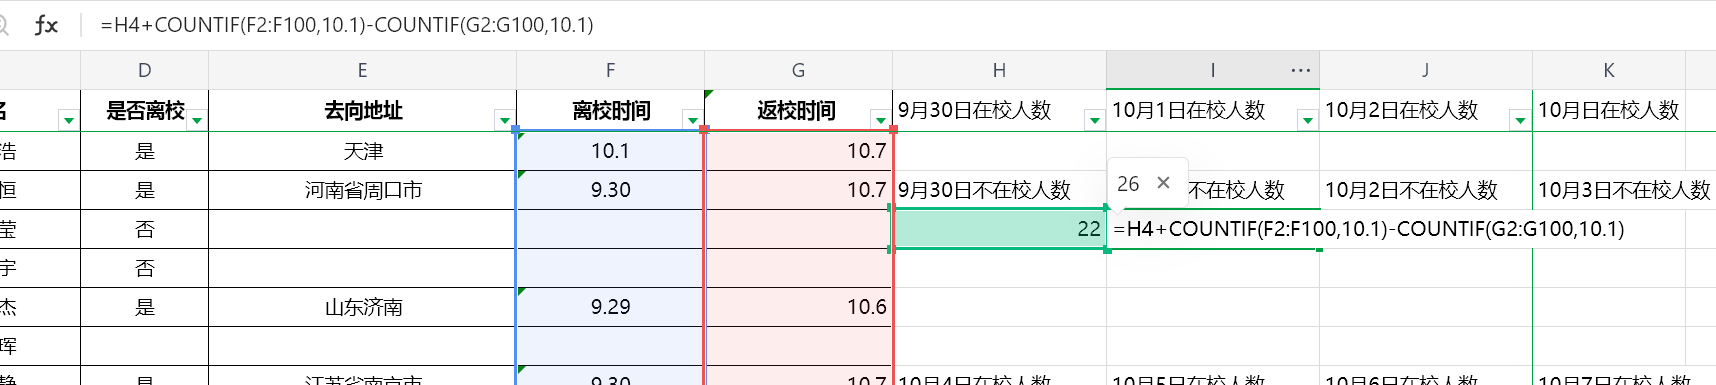 fx =H4+COUNTIF(F2:F100,10.1)-COUNTIF(G2:G100,10.1)
D E F G H I ··· J K
名 是否离校 去向地址 离校时间 返校时间 9月30日在校人数 10月1日在校人数 10月2日在校人数 10月日在校人数
浩 是 天津 10.1 10.7
恒 是 河南省周口市 9.30 10.7 9月30日不在校人数 26 × 不在校人数 10月2日不在校人数 10月3日不在校人数
莹 否 22 =H4+COUNTIF(F2:F100,10.1)-COUNTIF(G2:G100,10.1)
宇 否
杰 是 山东济南 9.29 10.6
珲
静 是 江苏省南京市 9.30 10.7 10月4日在校人数 10月5日在校人数 10月6日在校人数 10月7日在校人数